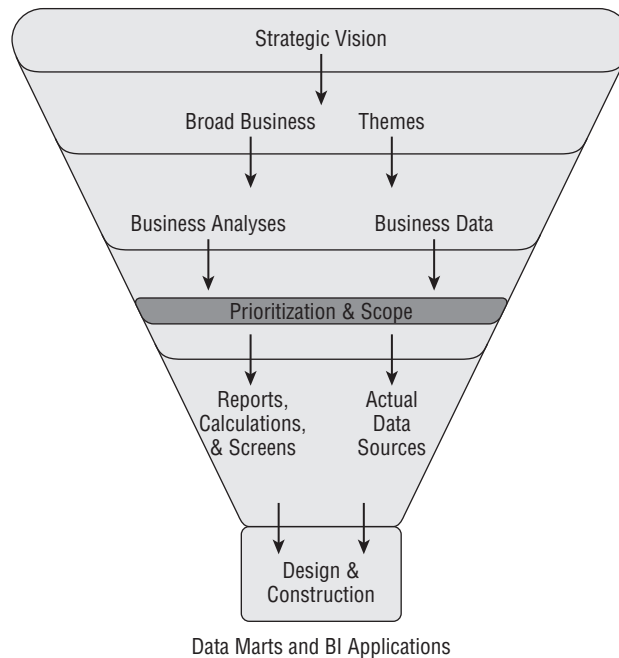 Strategic Vision
Broad Business Themes
Business Analyses
Business Data
Prioritization & Scope
Reports,
Calculations,
& Screens
Actual
Data
Sources
Design &
Construction
Data Marts and BI Applications